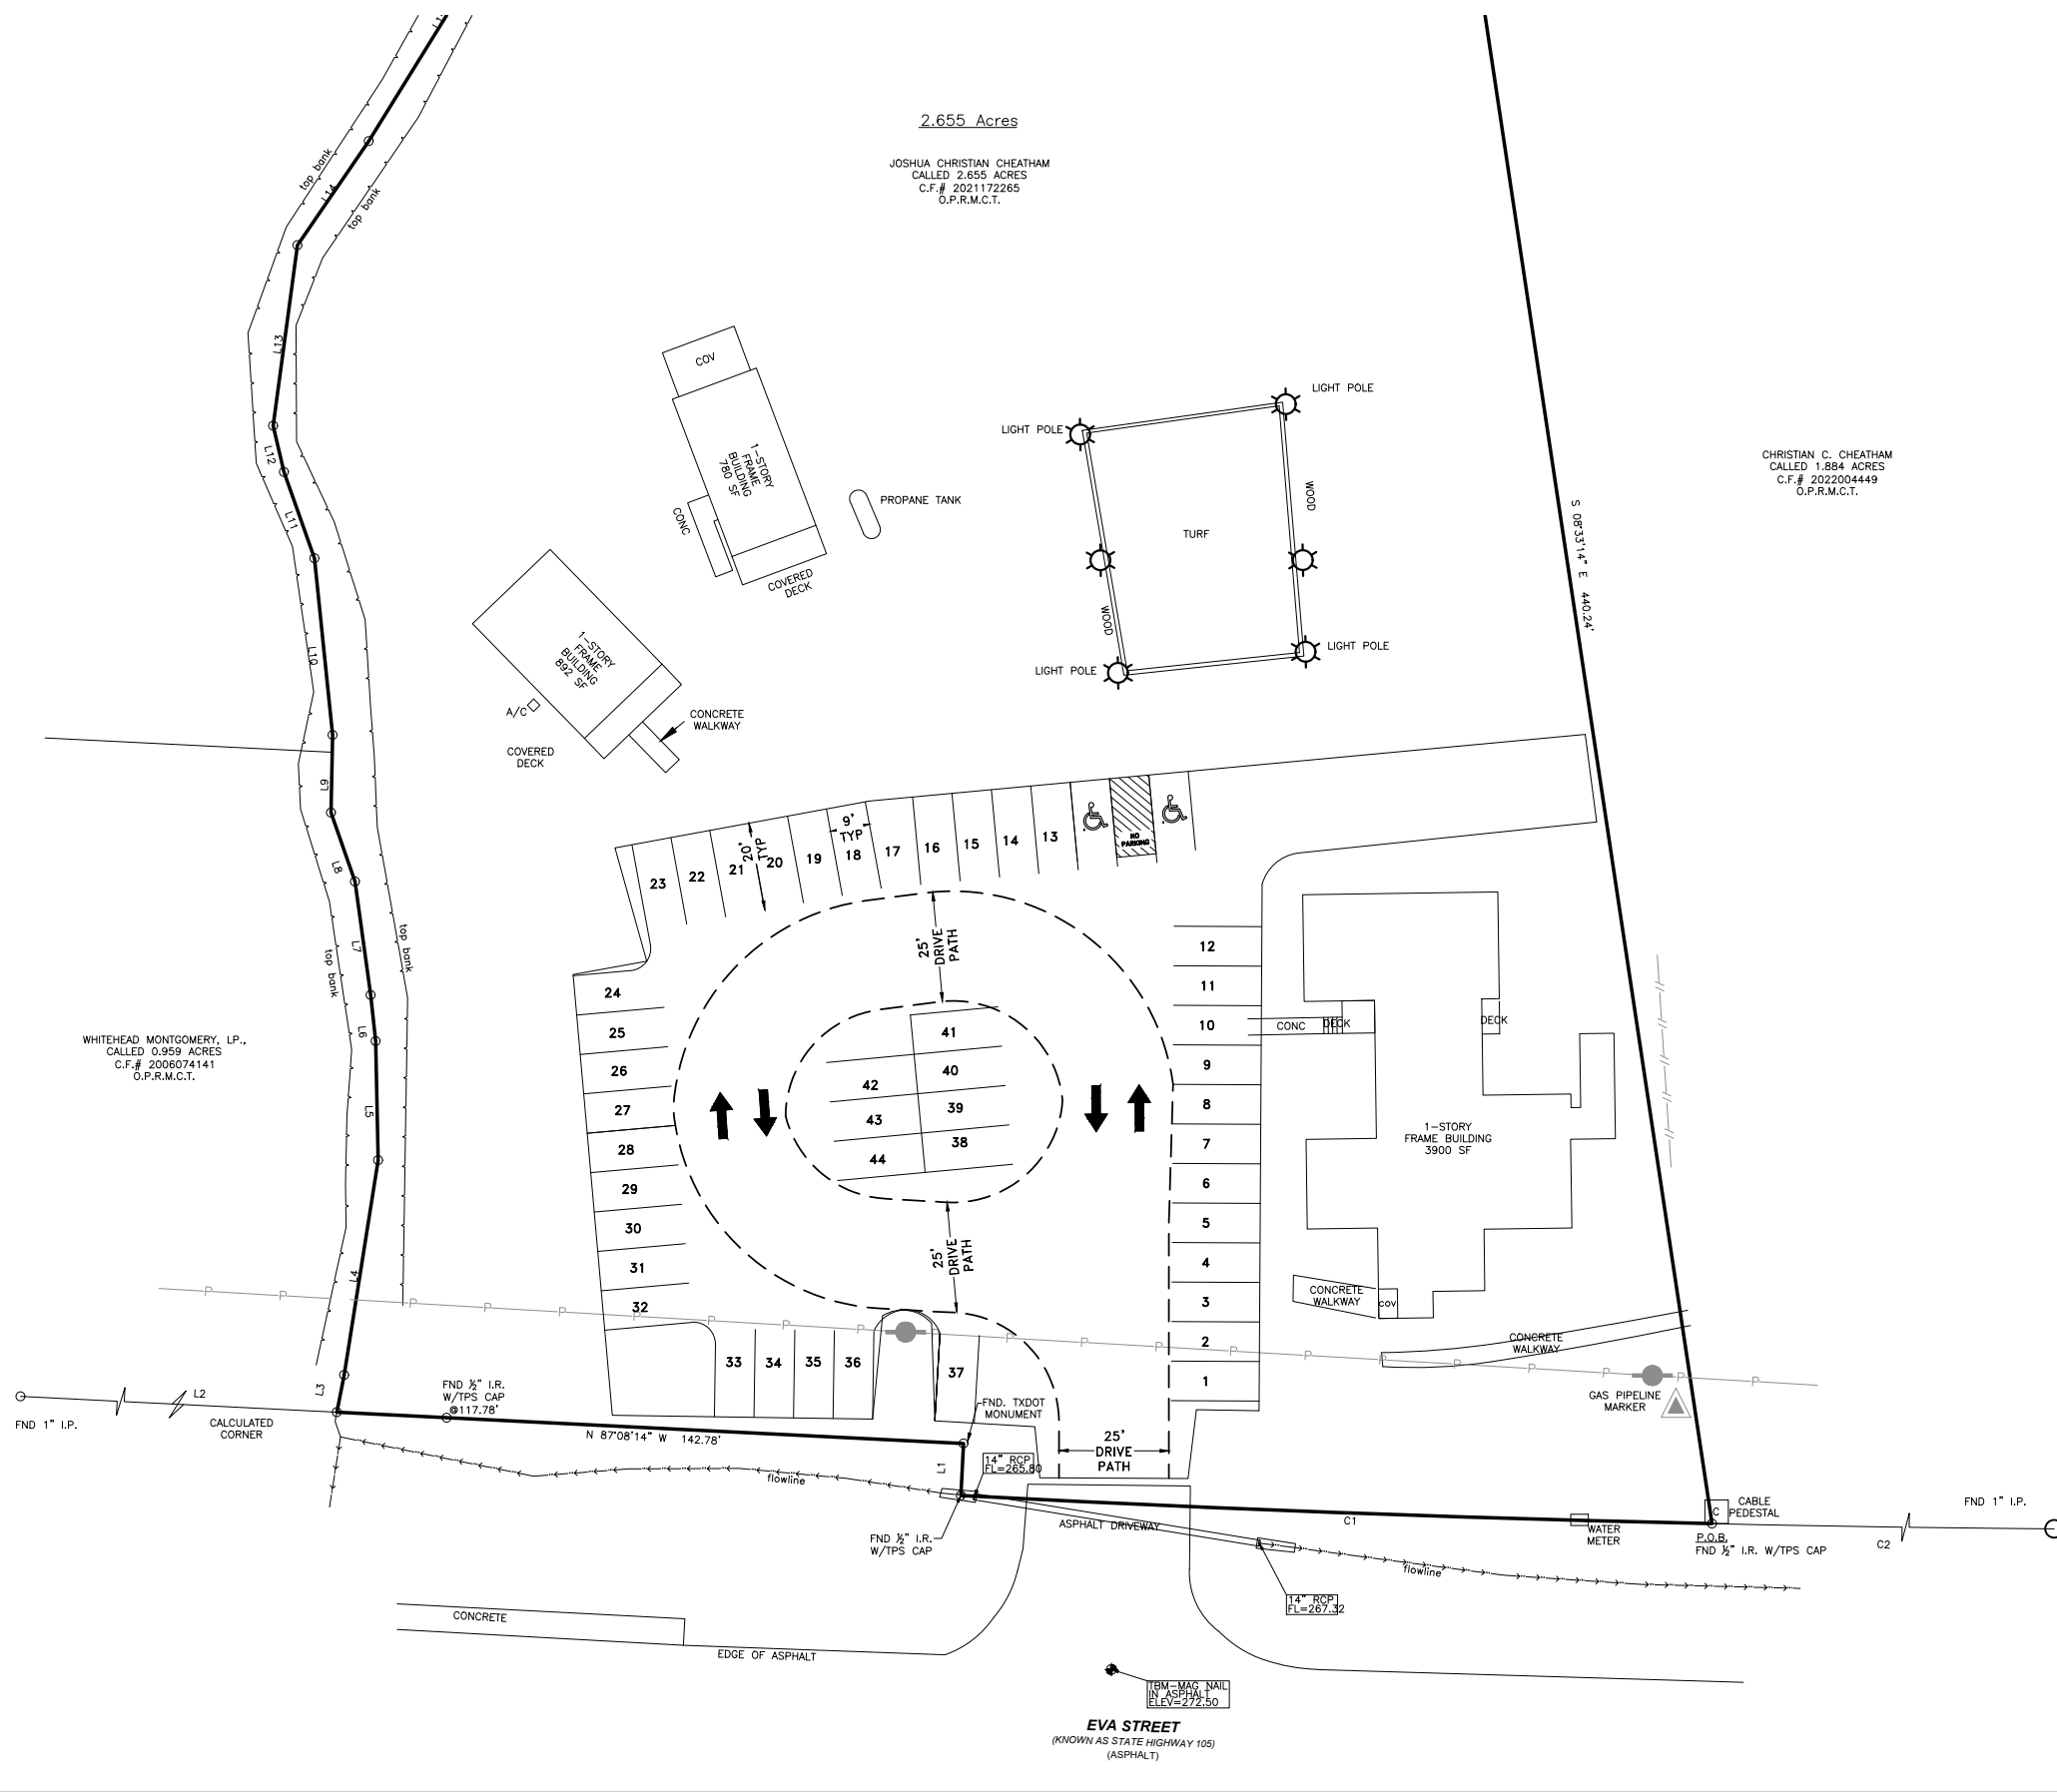 L15
2.655 Acres
JOSHUA CHRISTIAN CHEATHAM
CALLED 2.655 ACRES
C.F.# 2021172265
O.P.R.M.C.T.
top bank
L14
top bank
L13
L12
L11
L10
L9
L8
L7
L6
L5
L4
L3
top bank
top bank
COV
1-STORY
FRAME
BUILDING
780 SF
CONC
COVERED
DECK
PROPANE TANK
LIGHT POLE
LIGHT POLE
WOOD
TURF
WOOD
LIGHT POLE
LIGHT POLE
S 08°33'14" E 440.24'
CHRISTIAN C. CHEATHAM
CALLED 1.884 ACRES
C.F.# 2022004449
O.P.R.M.C.T.
1-STORY
FRAME
BUILDING
892 SF
A/C
CONCRETE
WALKWAY
COVERED
DECK
9'
TYP
20'
TYP
23
22
21
20
19
18
17
16
15
14
13
NO
PARKING
25'
DRIVE
PATH
12
11
10
9
8
7
6
5
4
3
2
1
24
25
26
27
28
29
30
31
32
33
34
35
36
37
41
40
39
38
42
43
44
25'
DRIVE
PATH
CONC
DECK
DECK
1-STORY
FRAME BUILDING
3900 SF
CONCRETE
WALKWAY
COV
CONCRETE
WALKWAY
WHITEHEAD MONTGOMERY, LP.,
CALLED 0.959 ACRES
C.F.# 2006074141
O.P.R.M.C.T.
P P P P P P P P P P P P P P P P P P P P P
GAS PIPELINE
MARKER
L2
FND 1" I.P.
CALCULATED
CORNER
FND ½" I.R.
W/TPS CAP
@117.78'
N 87°08'14" W 142.78'
FND. TXDOT
MONUMENT
L1
14" RCP
FL=265.80
25'
DRIVE
PATH
flowline
FND ½" I.R.
W/TPS CAP
ASPHALT DRIVEWAY
C1
WATER
METER
C
CABLE
PEDESTAL
P.O.B.
FND ½" I.R. W/TPS CAP
C2
FND 1" I.P.
flowline
14" RCP
FL=267.32
CONCRETE
EDGE OF ASPHALT
TBM-MAG NAIL
IN ASPHALT
ELEV=272.50
EVA STREET
(KNOWN AS STATE HIGHWAY 105)
(ASPHALT)